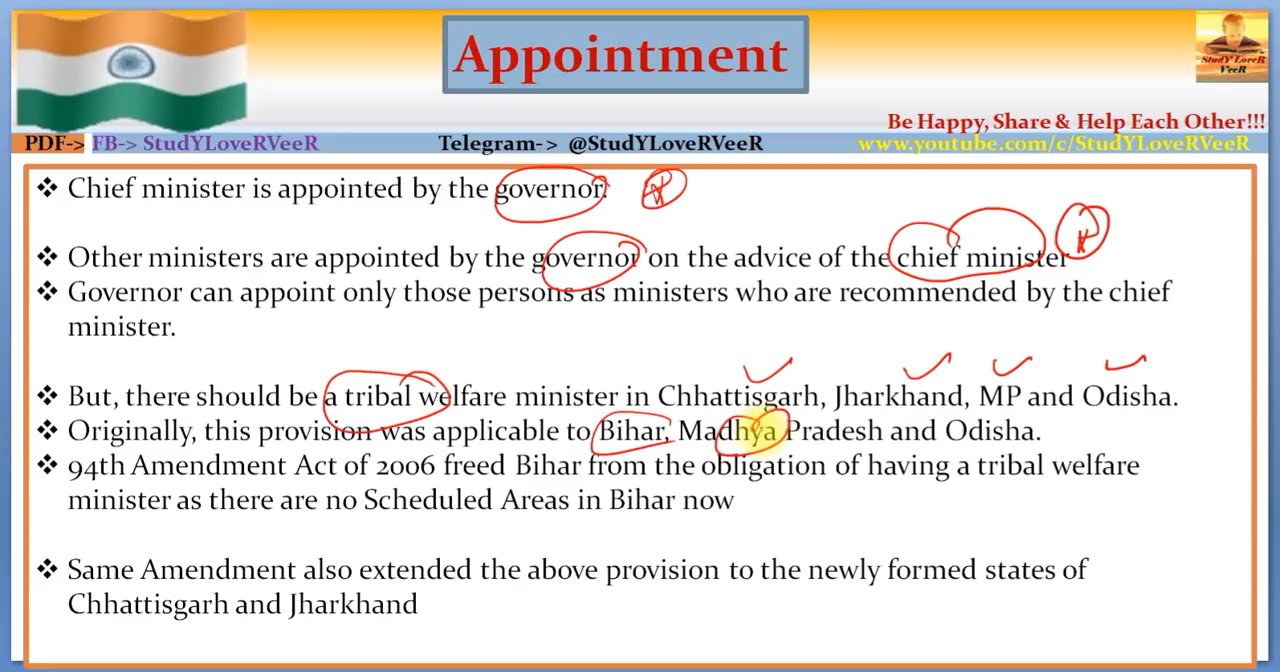 Appointment
StudY LoveR
VeeR
Be Happy, Share & Help Each Other!!!
PDF-> FB-> StudYLoveRVeeR Telegram-> @StudYLoveRVeeR www.youtube.com/c/StudYLoveRVeeR
❖ Chief minister is appointed by the governor.
❖ Other ministers are appointed by the governor on the advice of the chief minister
❖ Governor can appoint only those persons as ministers who are recommended by the chief
minister.
❖ But, there should be a tribal welfare minister in Chhattisgarh, Jharkhand, MP and Odisha.
❖ Originally, this provision was applicable to Bihar, Madhya Pradesh and Odisha.
❖ 94th Amendment Act of 2006 freed Bihar from the obligation of having a tribal welfare
minister as there are no Scheduled Areas in Bihar now
❖ Same Amendment also extended the above provision to the newly formed states of
Chhattisgarh and Jharkhand